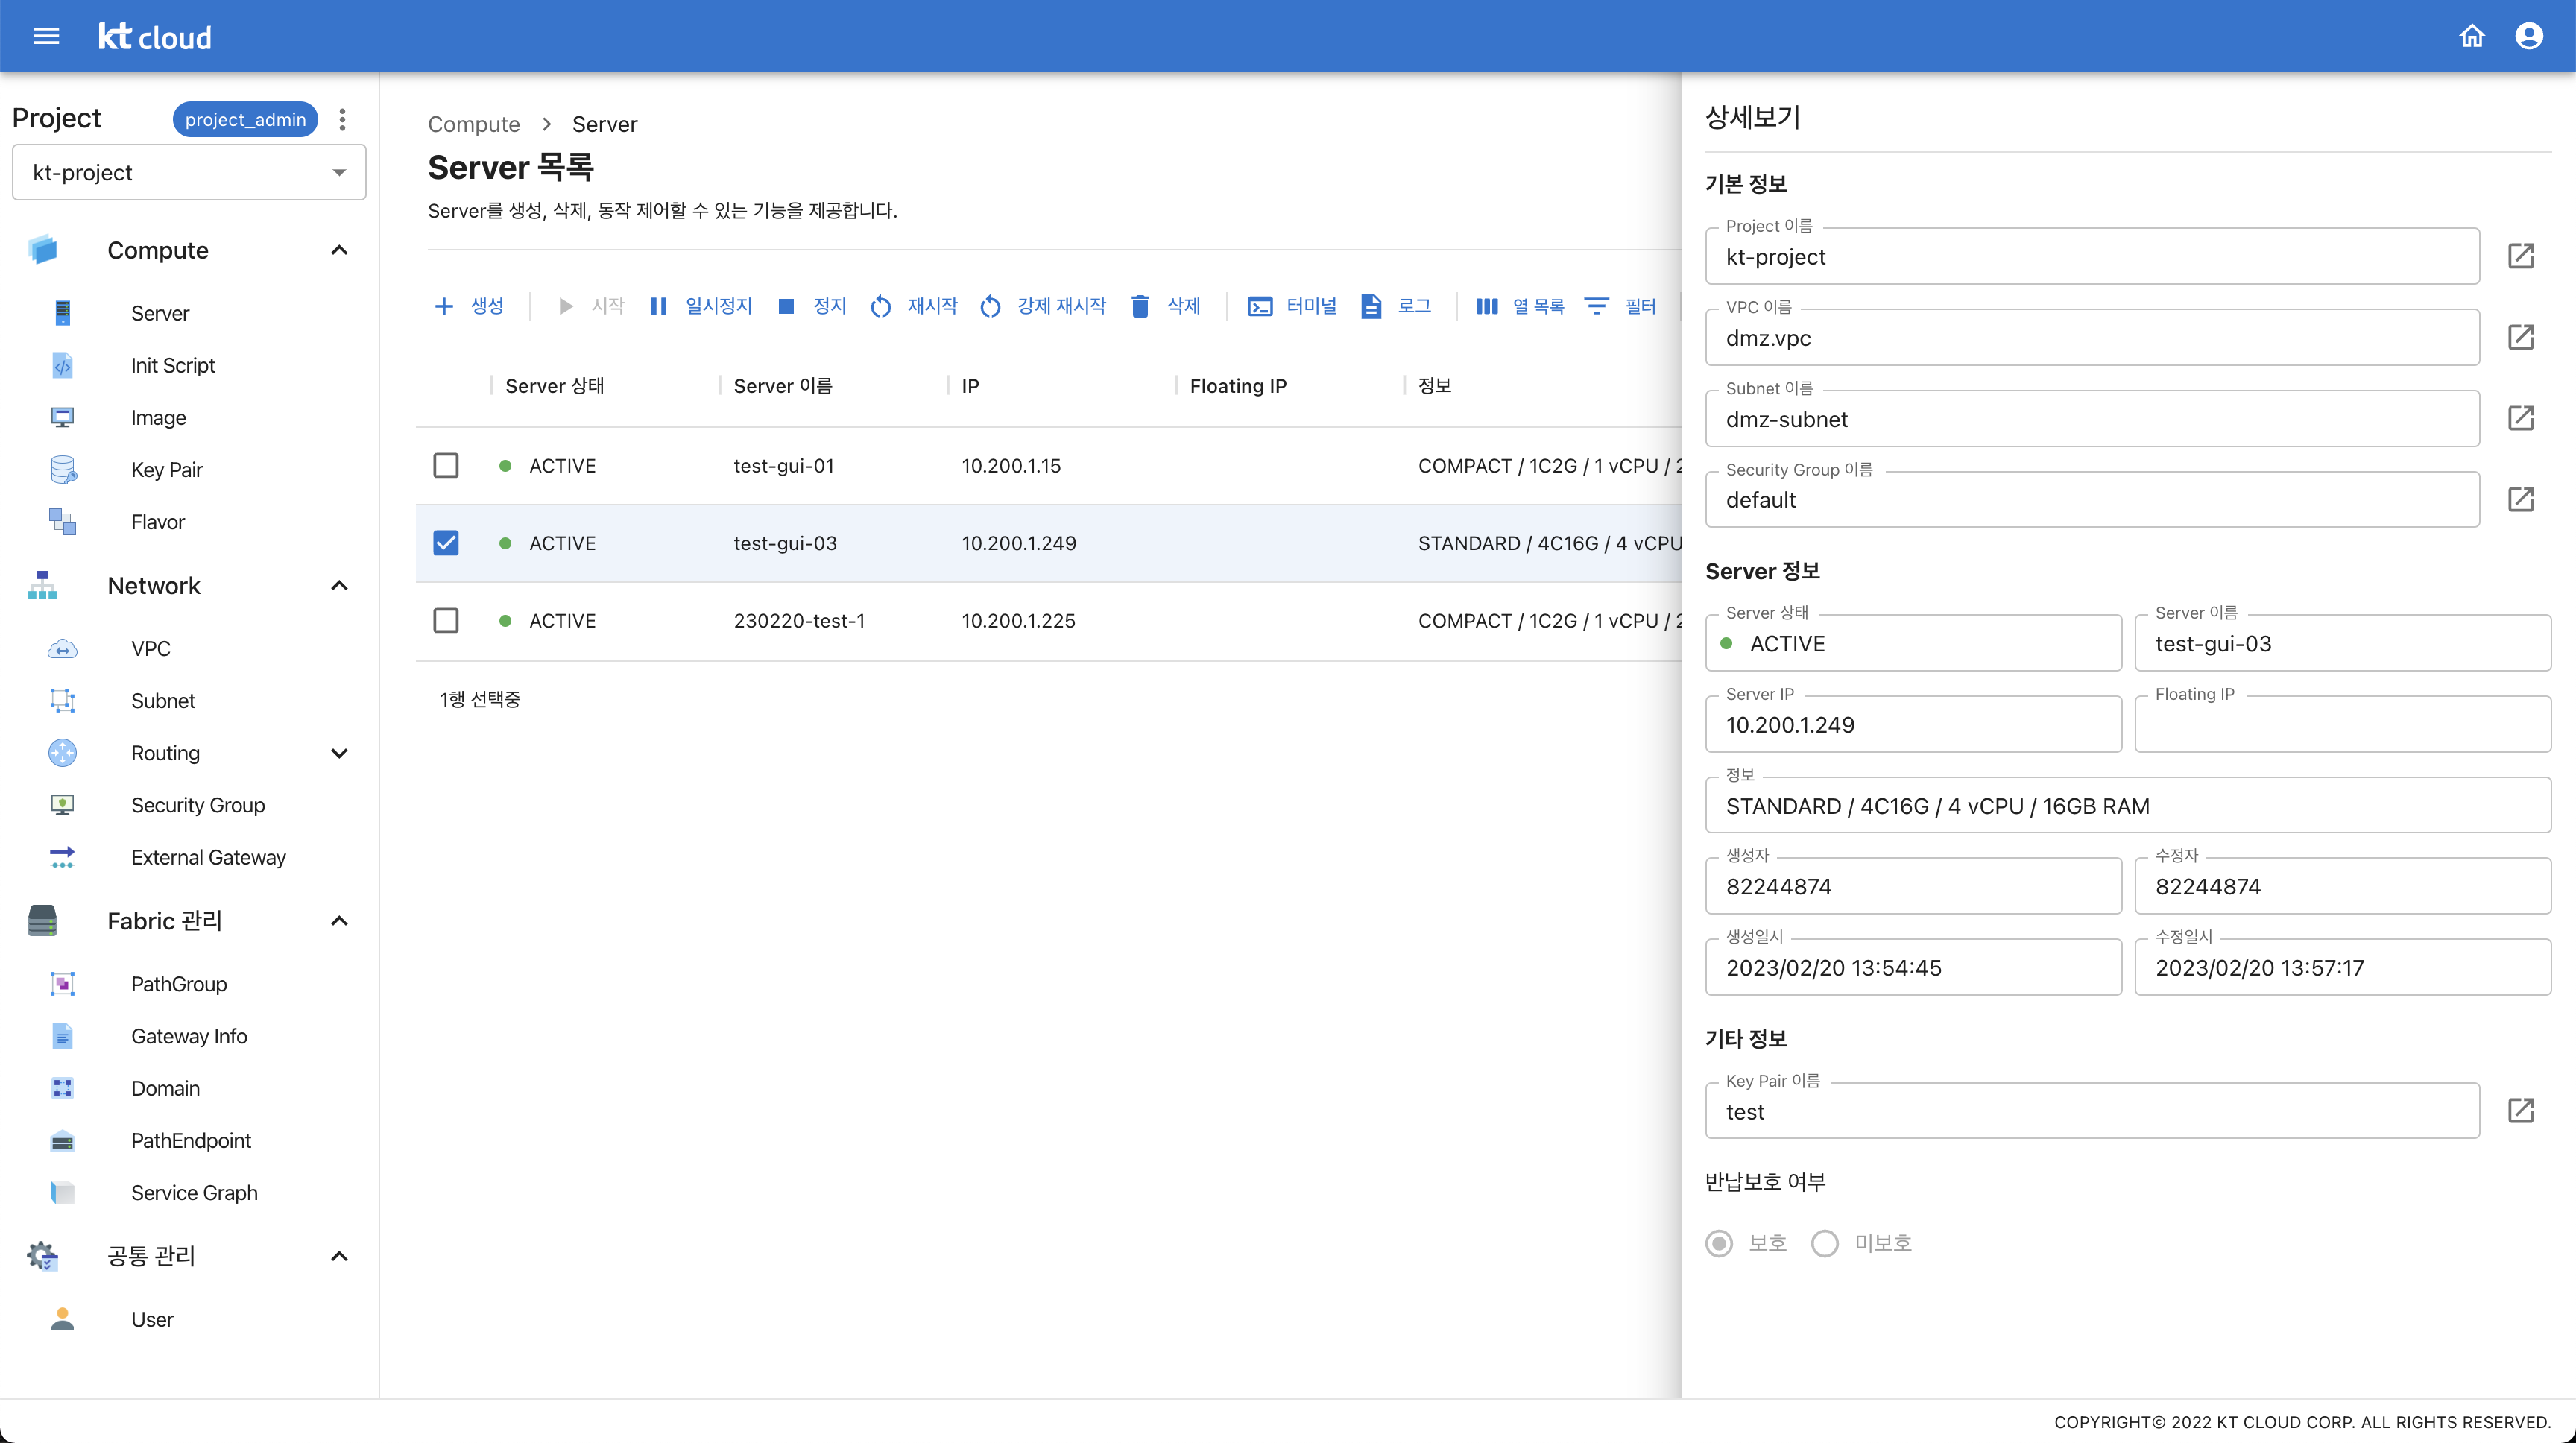 kt cloud
Project
project_admin
kt-project
Compute
Server
Init Script
Image
Key Pair
Flavor
Network
VPC
Subnet
Routing
Security Group
External Gateway
Fabric 관리
PathGroup
Gateway Info
Domain
PathEndpoint
Service Graph
공통 관리
User
Compute > Server
Server 목록
Server를 생성, 삭제, 동작 제어할 수 있는 기능을 제공합니다.
생성 시작 일시정지 정지 재시작 강제 재시작 삭제 터미널 로그 열 목록 필터
Server 상태 Server 이름 IP Floating IP 정보
ACTIVE test-gui-01 10.200.1.15 COMPACT / 1C2G / 1 vCPU / 2
ACTIVE test-gui-03 10.200.1.249 STANDARD / 4C16G / 4 vCPU
ACTIVE 230220-test-1 10.200.1.225 COMPACT / 1C2G / 1 vCPU / 2
1행 선택중
상세보기
기본 정보
Project 이름
kt-project
VPC 이름
dmz.vpc
Subnet 이름
dmz-subnet
Security Group 이름
default
Server 정보
Server 상태 Server 이름
ACTIVE test-gui-03
Server IP Floating IP
10.200.1.249
정보
STANDARD / 4C16G / 4 vCPU / 16GB RAM
생성자 수정자
82244874 82244874
생성일시 수정일시
2023/02/20 13:54:45 2023/02/20 13:57:17
기타 정보
Key Pair 이름
test
반납보호 여부
보호 미보호
COPYRIGHT© 2022 KT CLOUD CORP. ALL RIGHTS RESERVED.